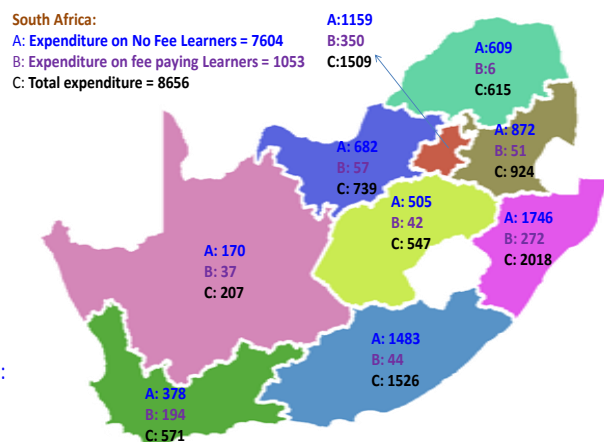 South Africa:
A: Expenditure on No Fee Learners = 7604
B: Expenditure on fee paying Learners = 1053
C: Total expenditure = 8656
A:1159
B:350
C:1509
A:609
B:6
C:615
A: 872
B: 51
C: 924
A: 682
B: 57
C: 739
A: 505
B: 42
C: 547
A: 1746
B: 272
C: 2018
A: 170
B: 37
C: 207
A: 1483
B: 44
C: 1526
:
A: 378
B: 194
C: 571